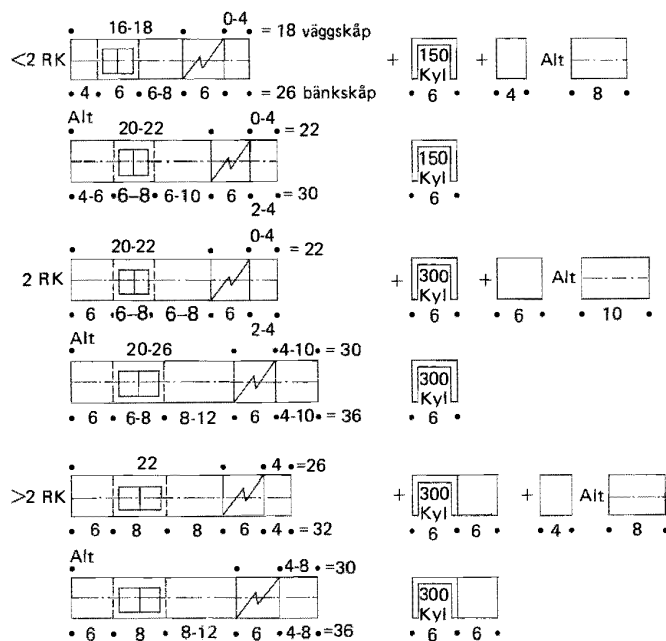 16-18 0-4 = 18 väggskåp
<2 RK + 150 Kyl + Alt
4 6 6-8 6 = 26 bänkskåp 6 4 8
Alt 20-22 0-4 = 22
150 Kyl
4-6 6–8 6-10 6 2-4 = 30 6
20-22 0-4 = 22
2 RK + 300 Kyl + Alt
6 6–8 6–8 6 2-4 6 6 10
Alt 20-26 4-10 = 30
300 Kyl
6 6-8 8-12 6 4-10 = 36 6
22 4 =26
>2 RK + 300 Kyl + Alt
6 8 8 6 4 =32 6 6 4 8
Alt 4-8 =30
300 Kyl
6 8 8-12 6 4-8 =36 6 6